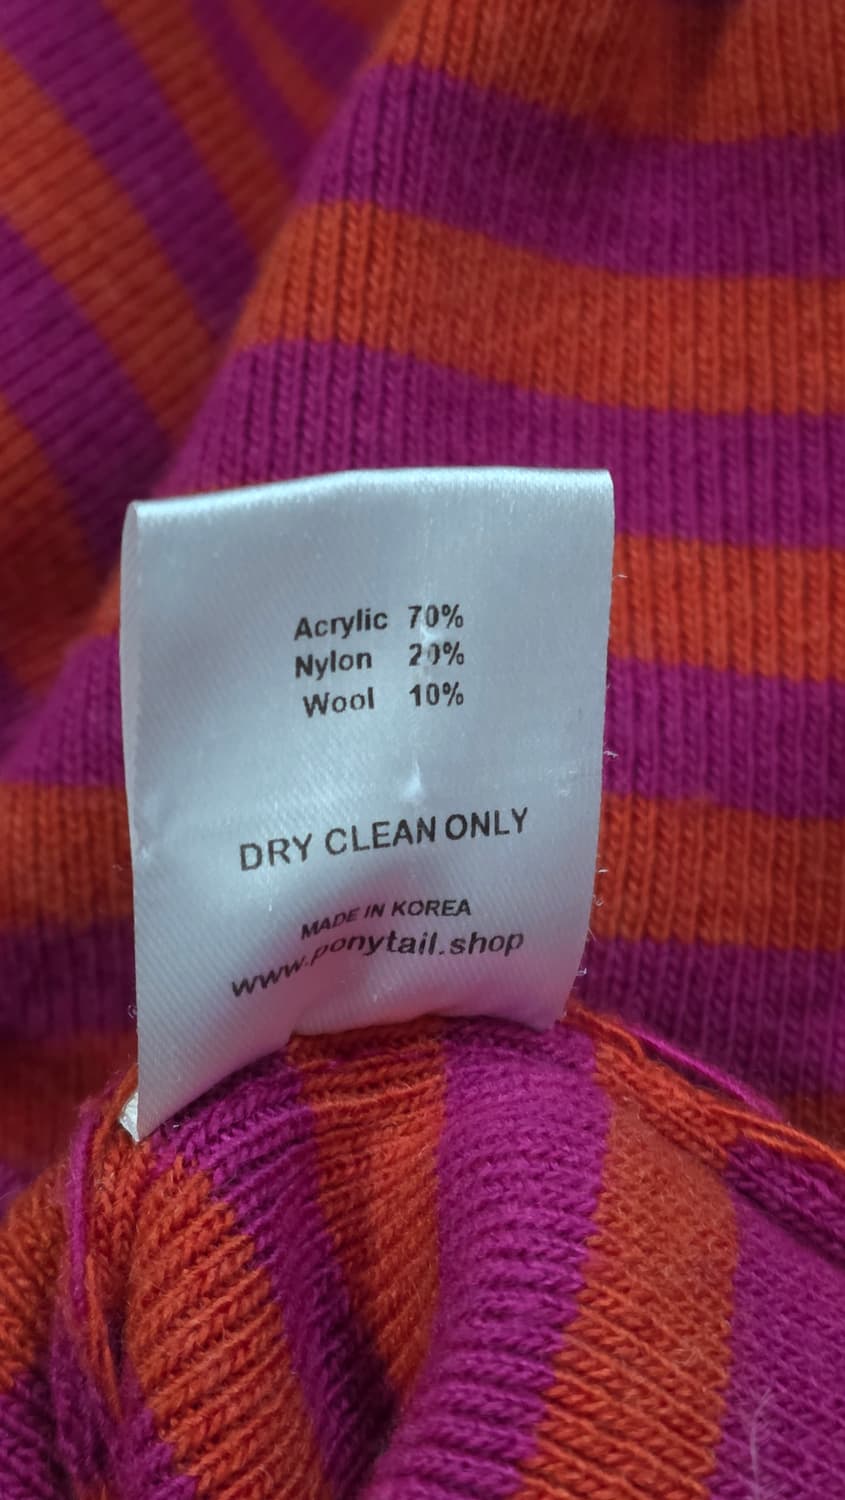 Acrylic 70%
Nylon 20%
Wool 10%
DRY CLEAN ONLY
MADE IN KOREA
www.ponytail.shop